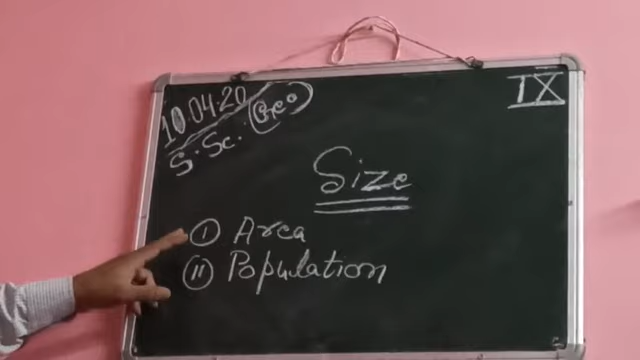 10.04.20
IX
S.Sc. (Geo)
Size
(I) Area
(II) Population